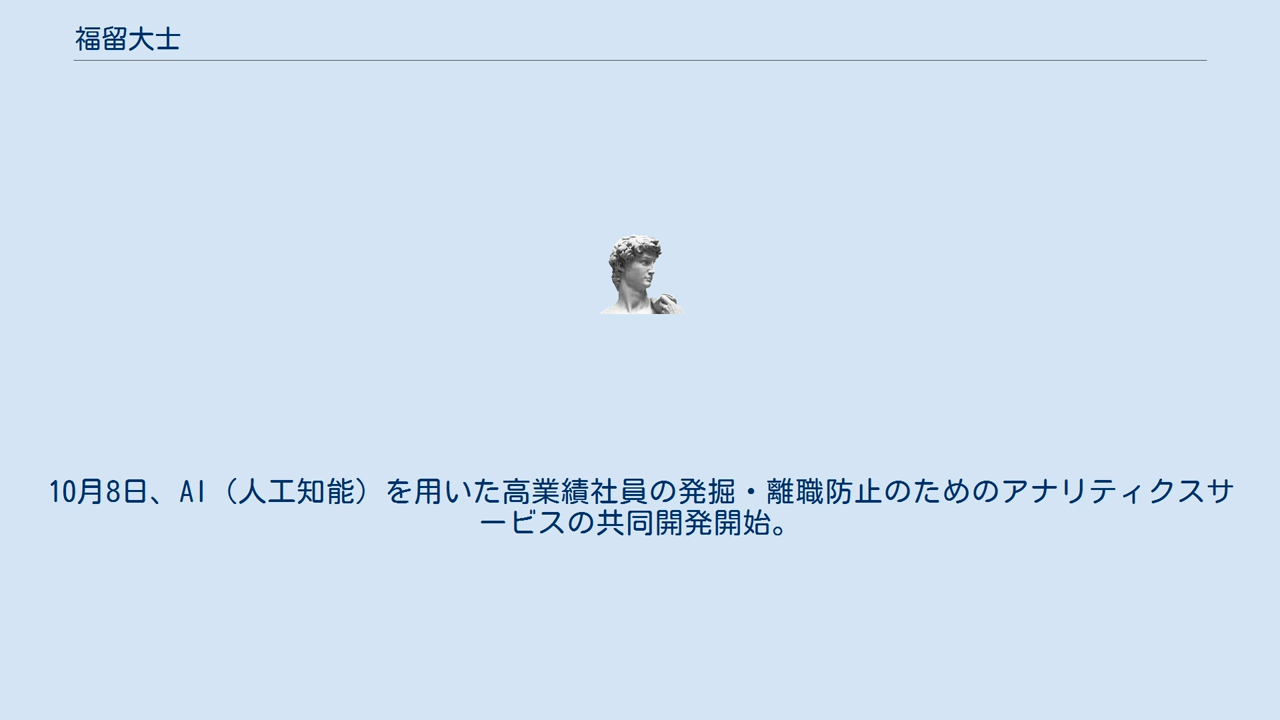 福留大士
10月8日、AI（人工知能）を用いた高業績社員の発掘・離職防止のためのアナリティクスサ
ービスの共同開発開始。